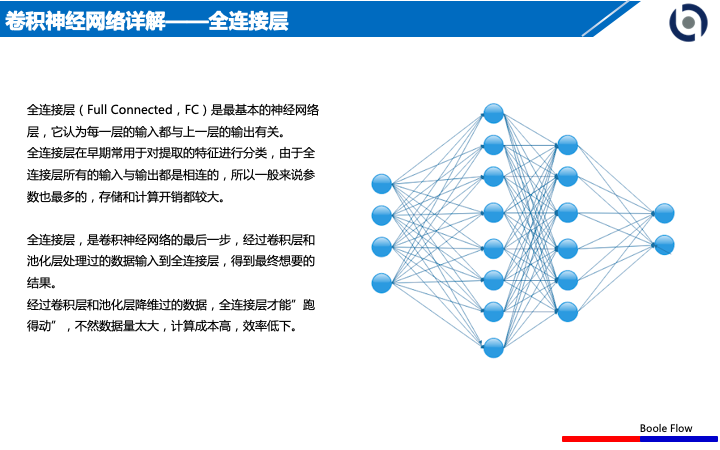 卷积神经网络详解——全连接层
全连接层（Full Connected，FC）是最基本的神经网络
层，它认为每一层的输入都与上一层的输出有关。
全连接层在早期常用于对提取的特征进行分类，由于全
连接层所有的输入与输出都是相连的，所以一般来说参
数也最多的，存储和计算开销都较大。
全连接层，是卷积神经网络的最后一步，经过卷积层和
池化层处理过的数据输入到全连接层，得到最终想要的
结果。
经过卷积层和池化层降维过的数据，全连接层才能”跑
得动”，不然数据量太大，计算成本高，效率低下。
Boole Flow